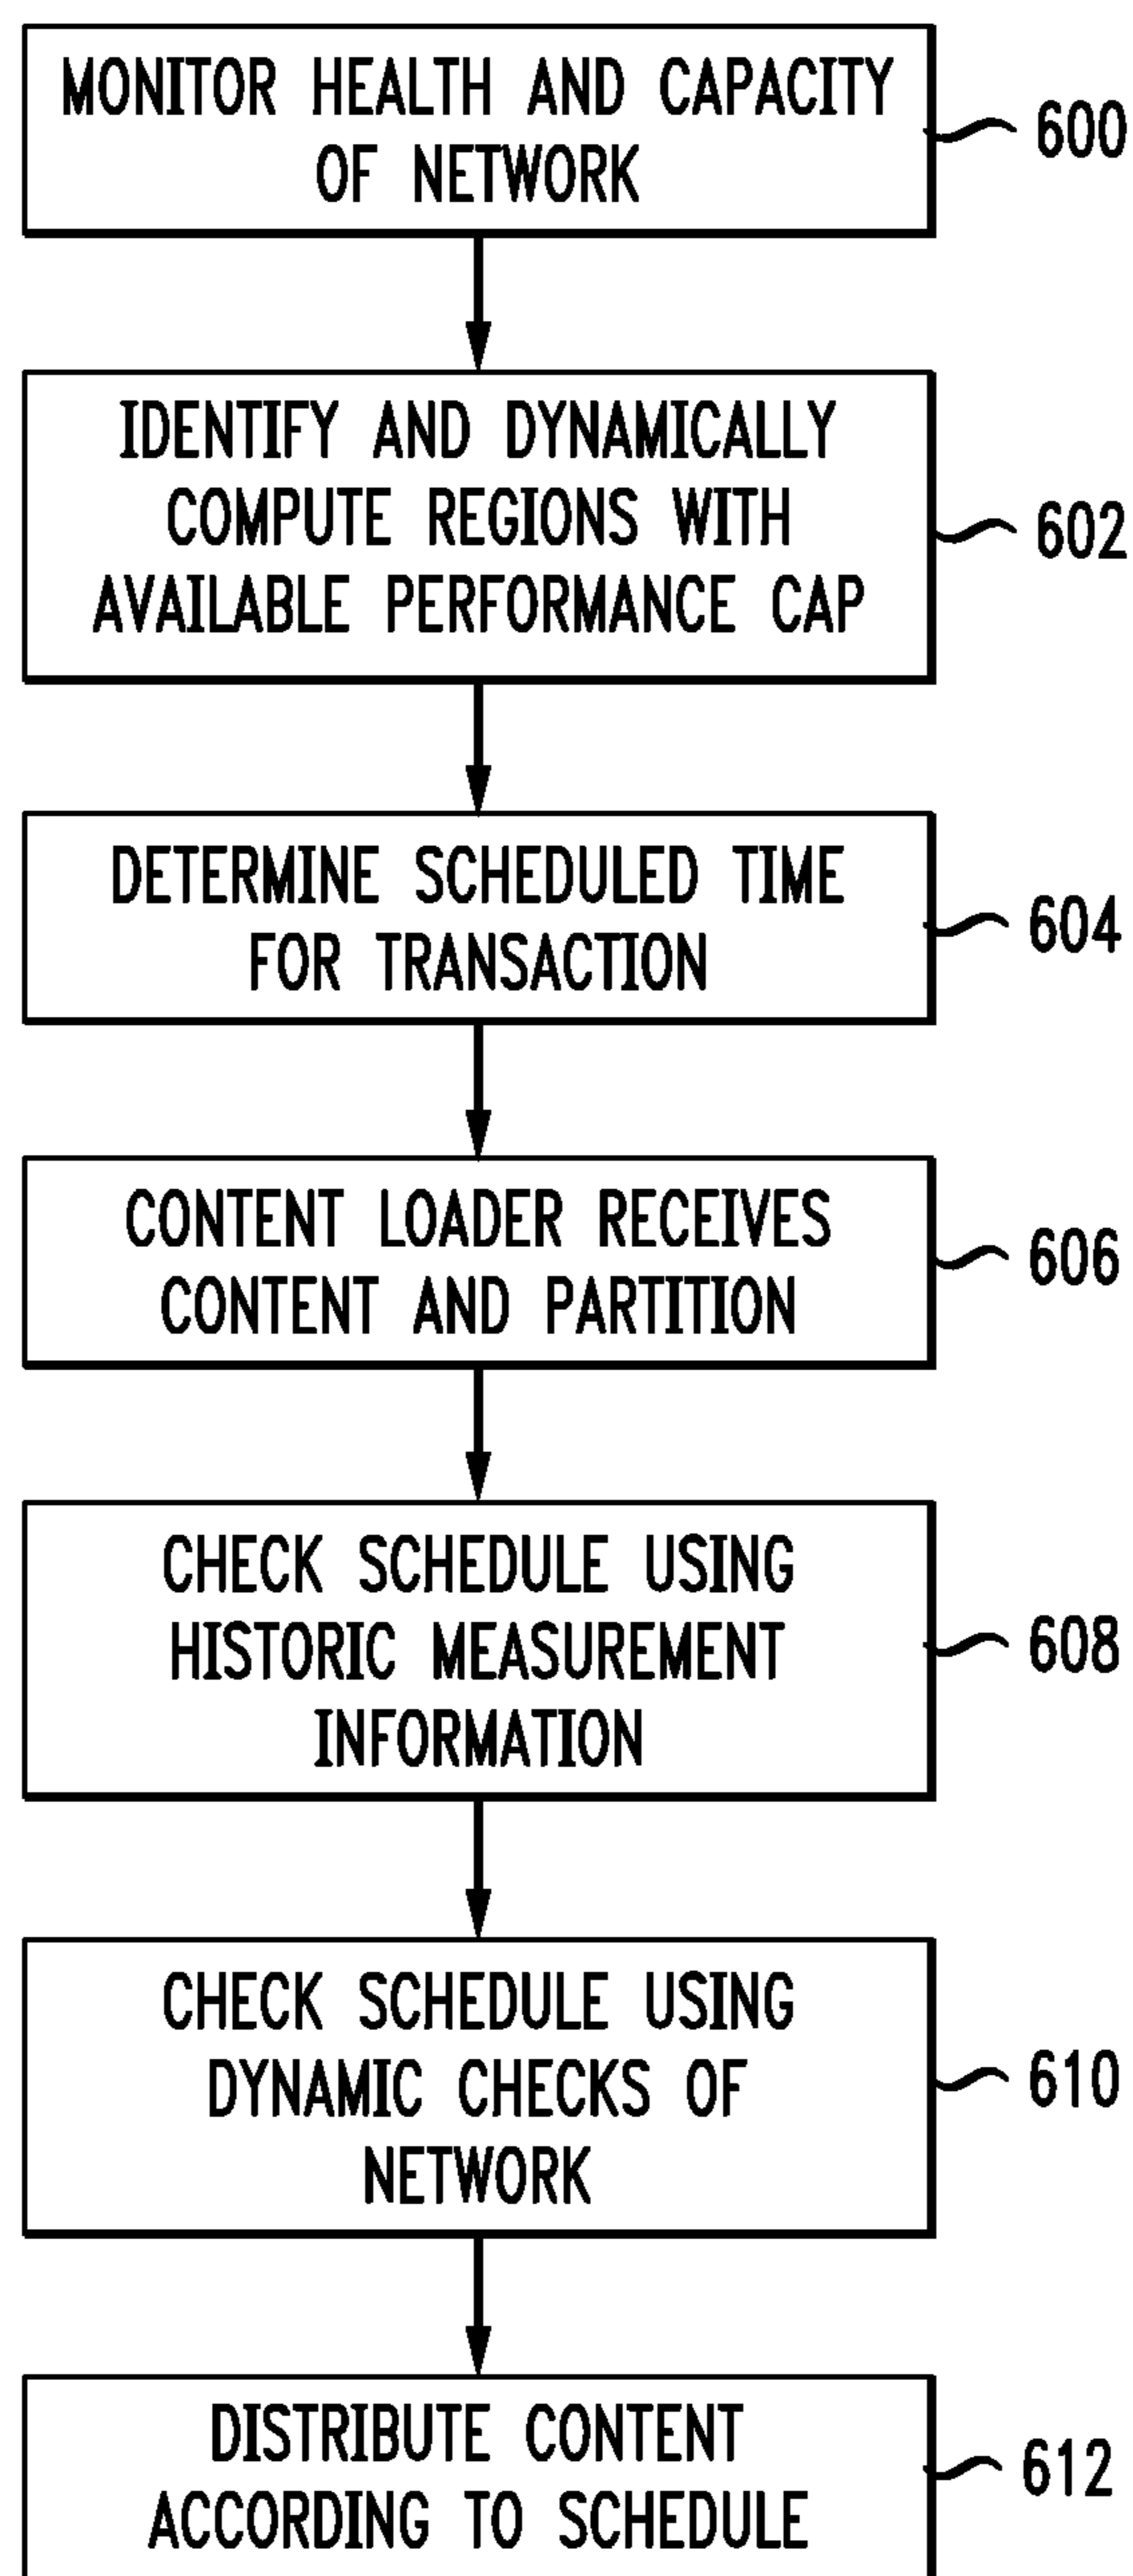 MONITOR HEALTH AND CAPACITY
OF NETWORK
600
IDENTIFY AND DYNAMICALLY
COMPUTE REGIONS WITH
AVAILABLE PERFORMANCE CAP
602
DETERMINE SCHEDULED TIME
FOR TRANSACTION
604
CONTENT LOADER RECEIVES
CONTENT AND PARTITION
606
CHECK SCHEDULE USING
HISTORIC MEASUREMENT
INFORMATION
608
CHECK SCHEDULE USING
DYNAMIC CHECKS OF
NETWORK
610
DISTRIBUTE CONTENT
ACCORDING TO SCHEDULE
612